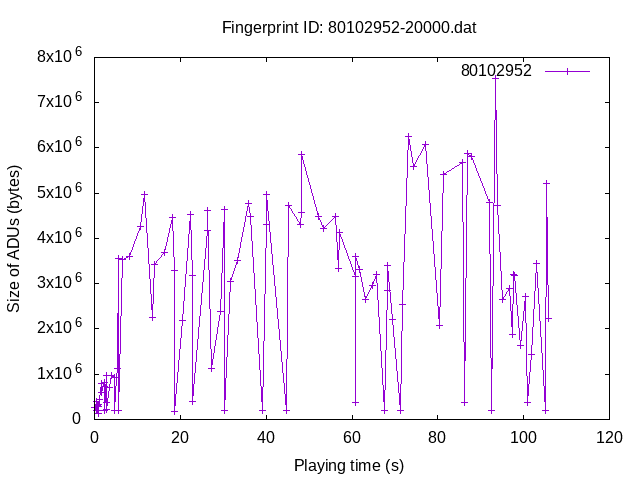 Fingerprint ID: 80102952-20000.dat
8x10^6
80102952
7x10^6
6x10^6
5x10^6
4x10^6
3x10^6
2x10^6
1x10^6
0
Size of ADUs (bytes)
0 20 40 60 80 100 120
Playing time (s)